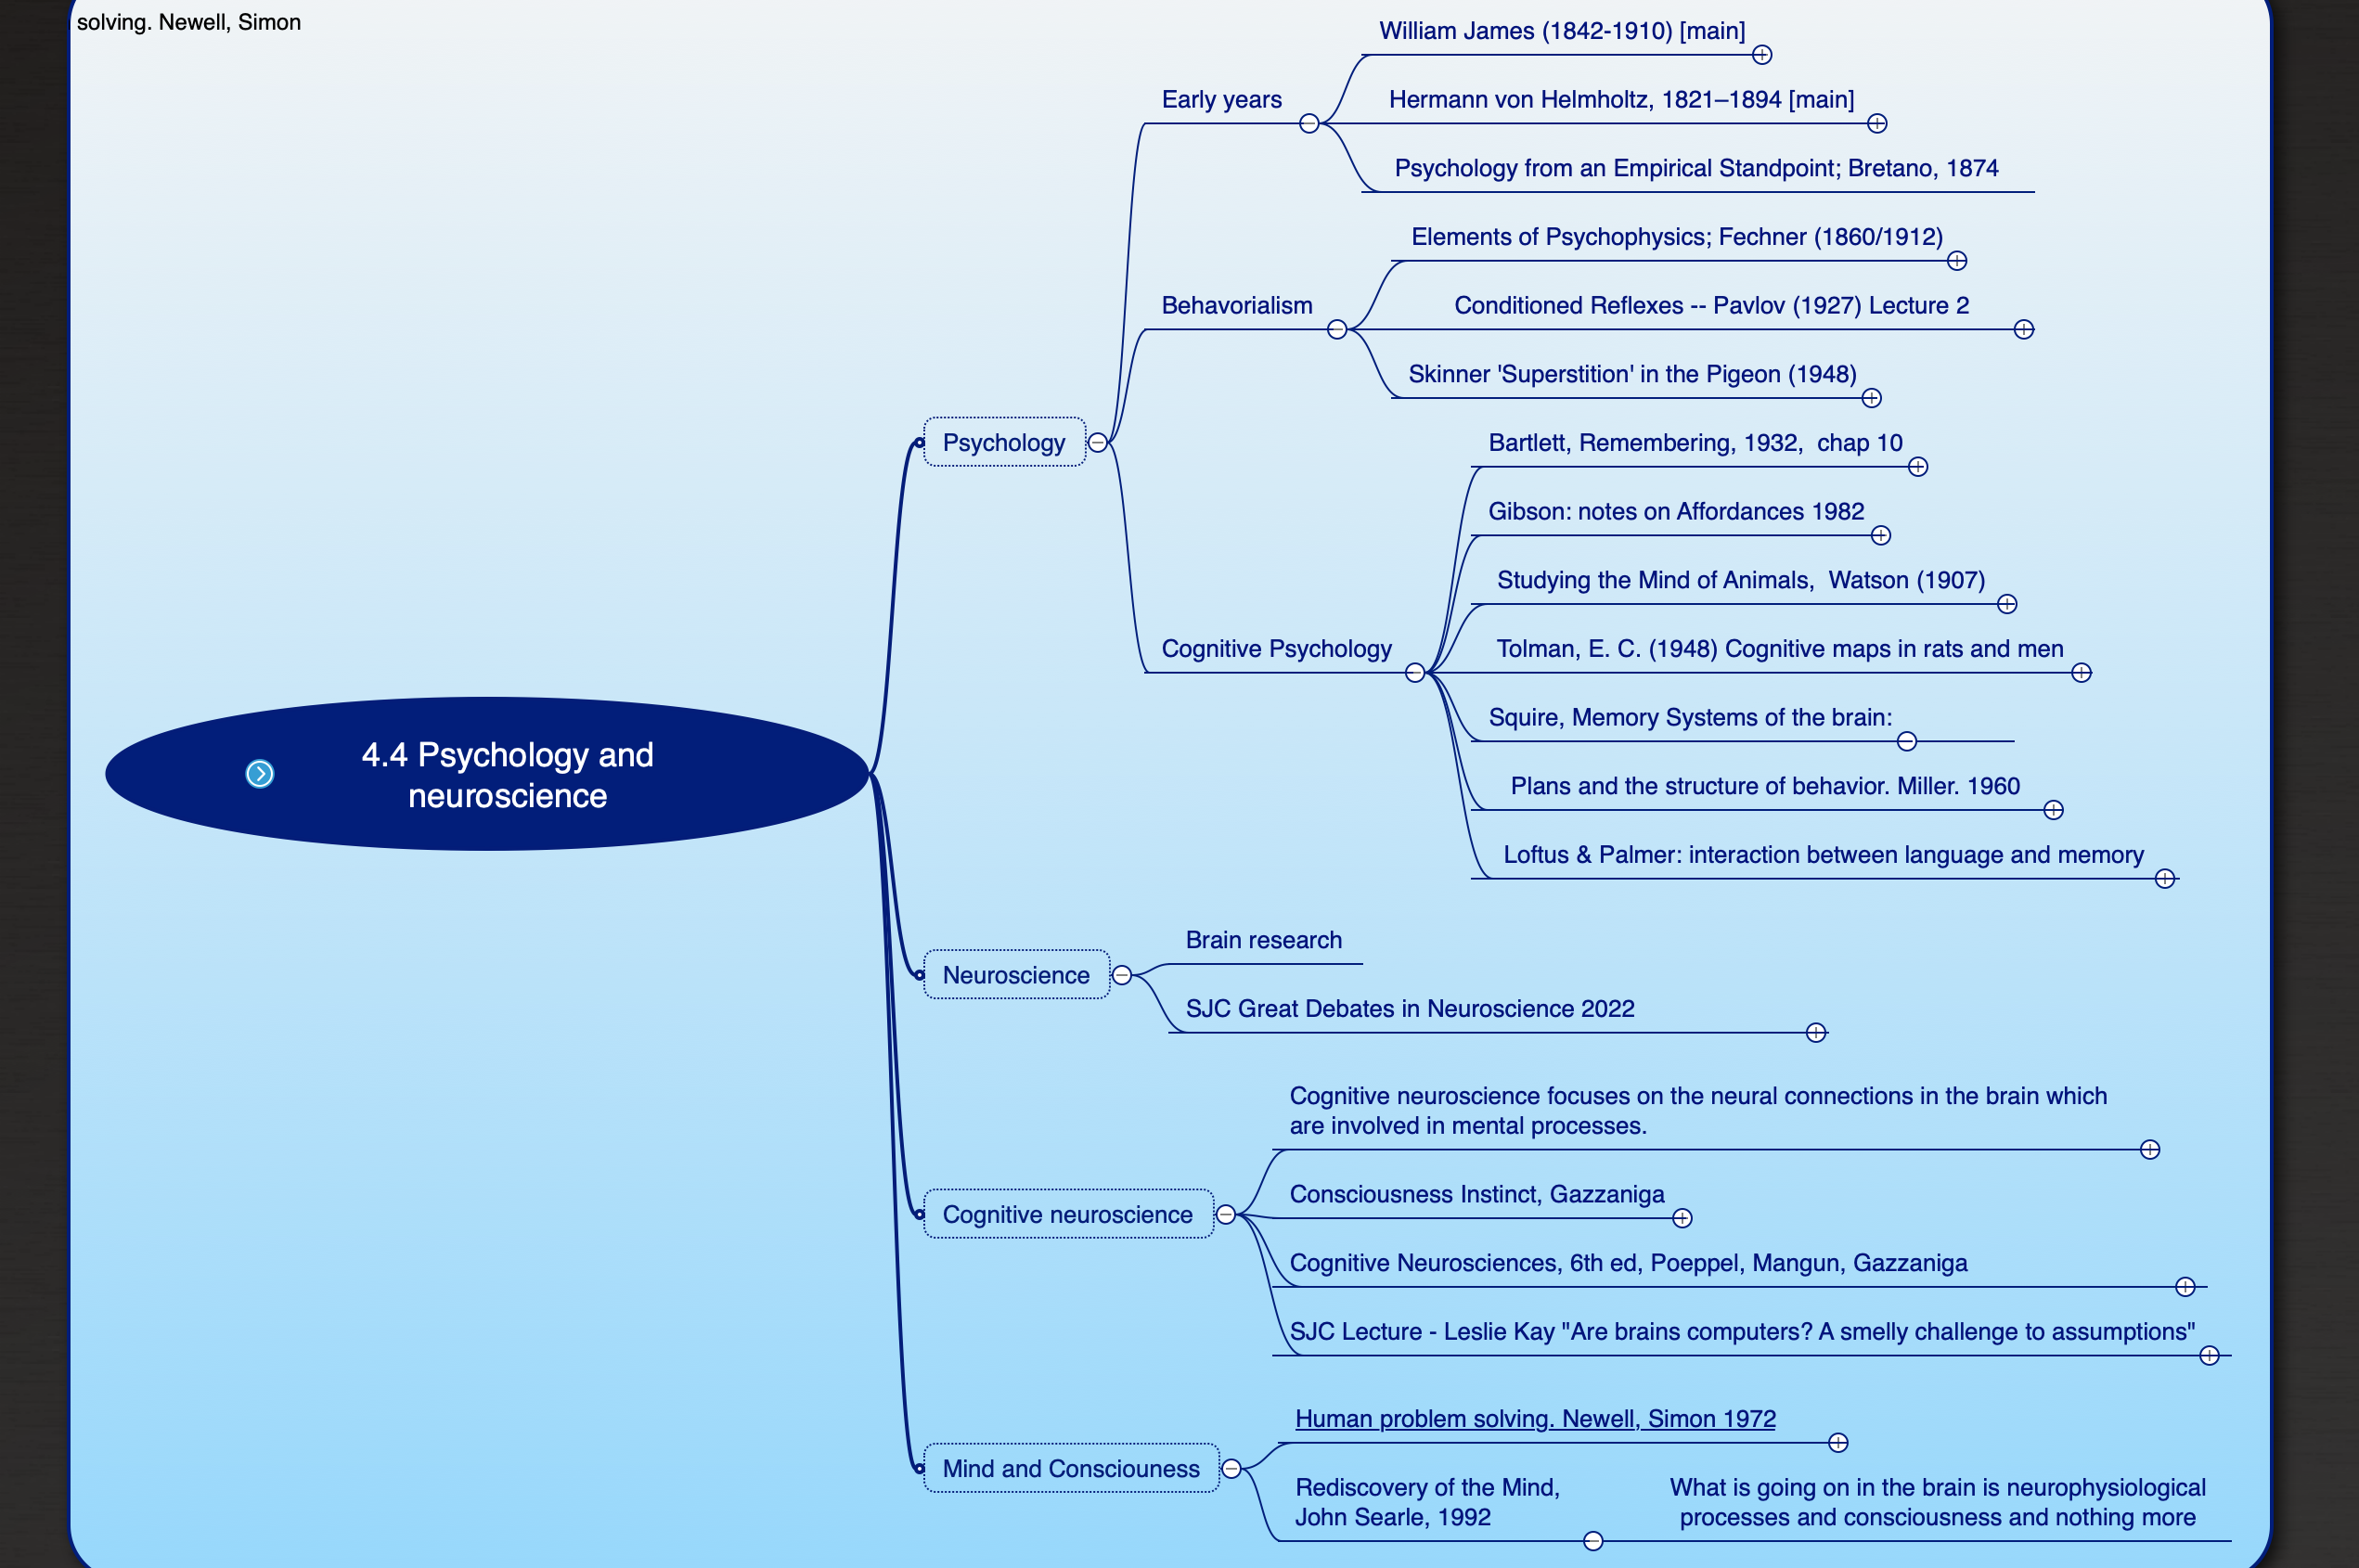 solving. Newell, Simon
4.4 Psychology and
neuroscience
Psychology
Early years
William James (1842-1910) [main]
Hermann von Helmholtz, 1821–1894 [main]
Psychology from an Empirical Standpoint; Bretano, 1874
Behavorialism
Elements of Psychophysics; Fechner (1860/1912)
Conditioned Reflexes -- Pavlov (1927) Lecture 2
Skinner 'Superstition' in the Pigeon (1948)
Cognitive Psychology
Bartlett, Remembering, 1932,  chap 10
Gibson: notes on Affordances 1982
Studying the Mind of Animals,  Watson (1907)
Tolman, E. C. (1948) Cognitive maps in rats and men
Squire, Memory Systems of the brain:
Plans and the structure of behavior. Miller. 1960
Loftus & Palmer: interaction between language and memory
Neuroscience
Brain research
SJC Great Debates in Neuroscience 2022
Cognitive neuroscience
Cognitive neuroscience focuses on the neural connections in the brain which
are involved in mental processes.
Consciousness Instinct, Gazzaniga
Cognitive Neurosciences, 6th ed, Poeppel, Mangun, Gazzaniga
SJC Lecture - Leslie Kay "Are brains computers? A smelly challenge to assumptions"
Mind and Consciouness
Human problem solving. Newell, Simon 1972
Rediscovery of the Mind,
John Searle, 1992
What is going on in the brain is neurophysiological
processes and consciousness and nothing more